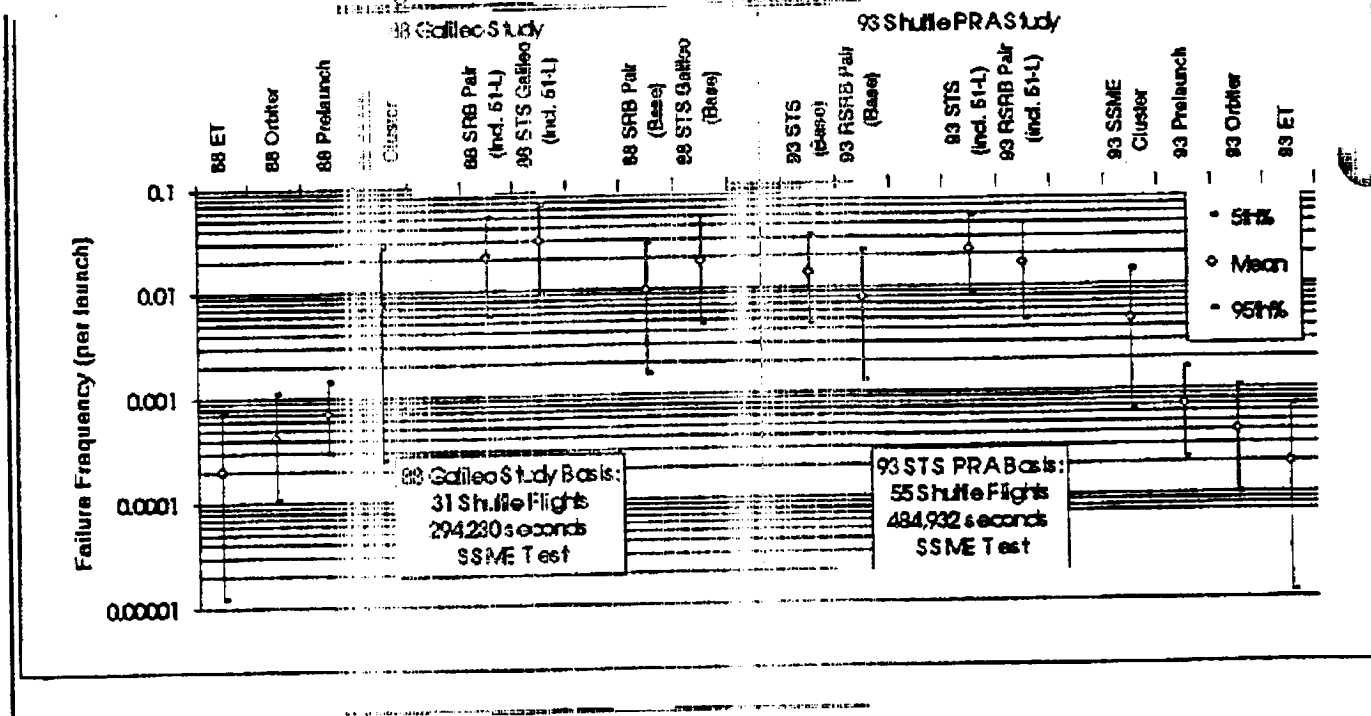 88 Galileo Study
93 Shuttle PRA Study
88 ET
88 Orbiter
88 Prelaunch
Cluster
88 SRB Pair
(Incl. 51-L)
88 STS Galileo
(Incl. 51-L)
88 SRB Pair
(Base)
88 STS Galileo
(Base)
93 STS
(Base)
93 RSRB Pair
(Base)
93 STS
(Incl. 51-L)
93 RSRB Pair
(Incl. 51-L)
93 SSME
Cluster
93 Prelaunch
93 Orbiter
93 ET
Failure Frequency (per launch)
0.1
0.01
0.001
0.0001
0.00001
5th%
Mean
95th%
88 Galileo Study Basis:
31 Shuttle Flights
294,230 seconds
SSME Test
93 STS PRA Basis:
55 Shuttle Flights
484,932 seconds
SSME Test